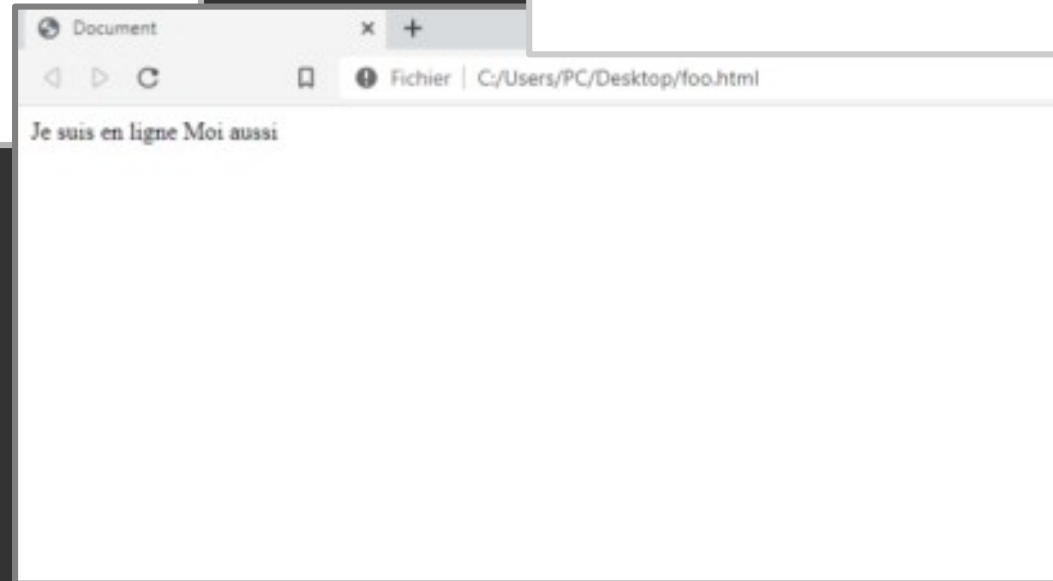 Document
Fichier | C:/Users/PC/Desktop/foo.html
Je suis en ligne Moi aussi